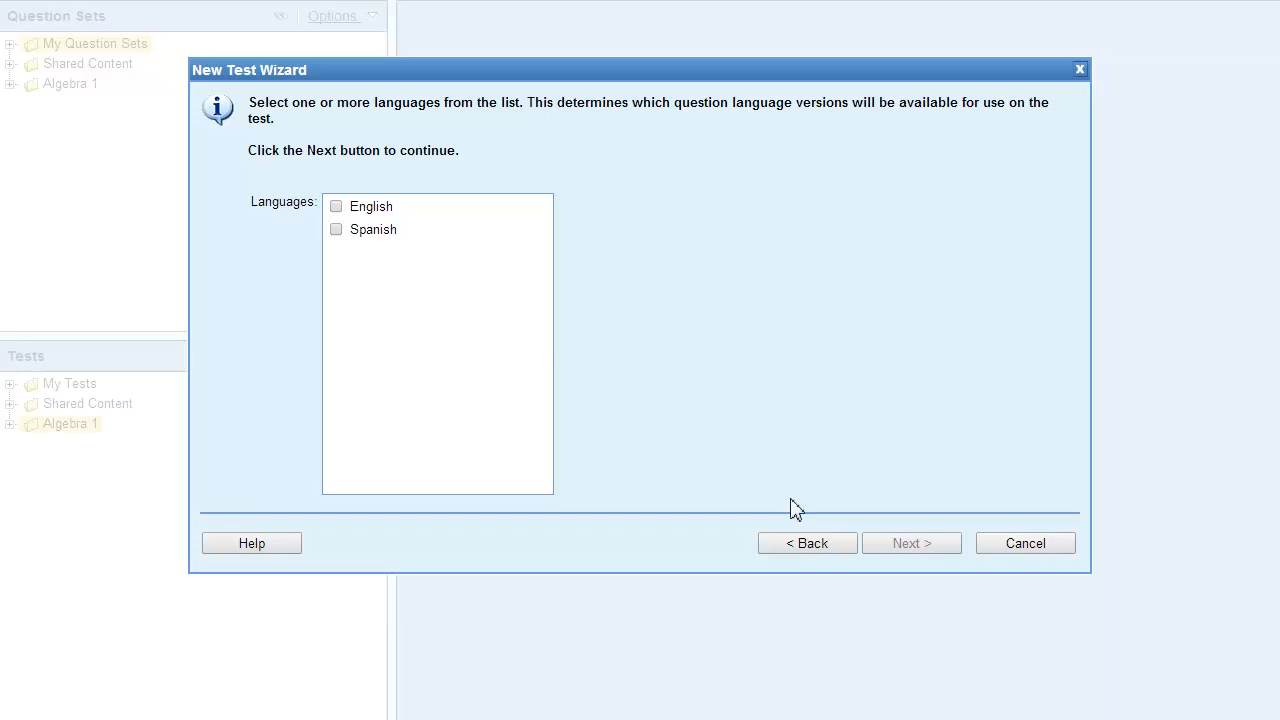 Question Sets
Options
My Question Sets
Shared Content
Algebra 1
New Test Wizard
Select one or more languages from the list. This determines which question language versions will be available for use on the
test.
Click the Next button to continue.
Languages:
English
Spanish
Tests
My Tests
Shared Content
Algebra 1
Help
< Back
Next >
Cancel